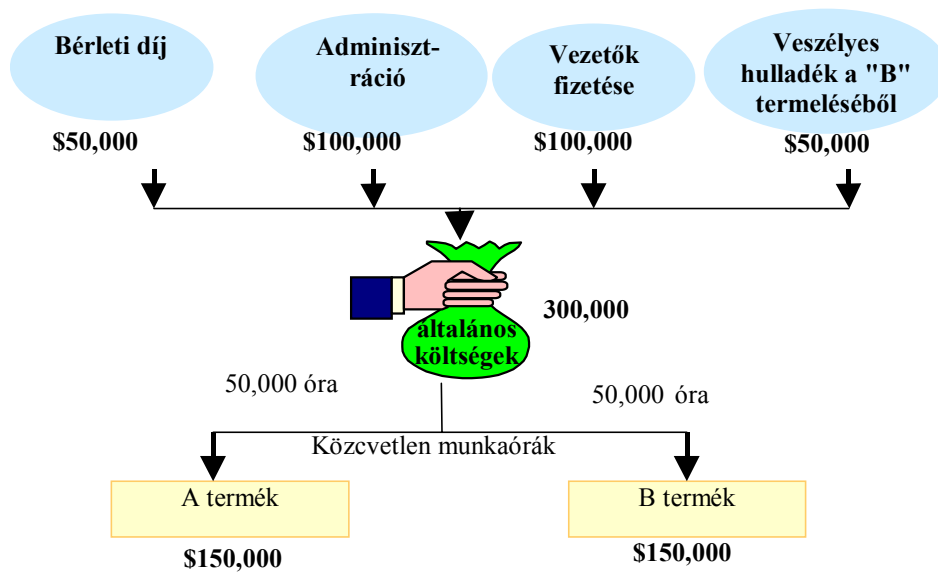 Bérleti díj
Adminiszt-
ráció
Vezetők
fizetése
Veszélyes
hulladék a "B"
termeléséből
$50,000
$100,000
$100,000
$50,000
300,000
általános
költségek
50,000 óra
50,000 óra
Közcvetlen munkaórák
A termék
B termék
$150,000
$150,000